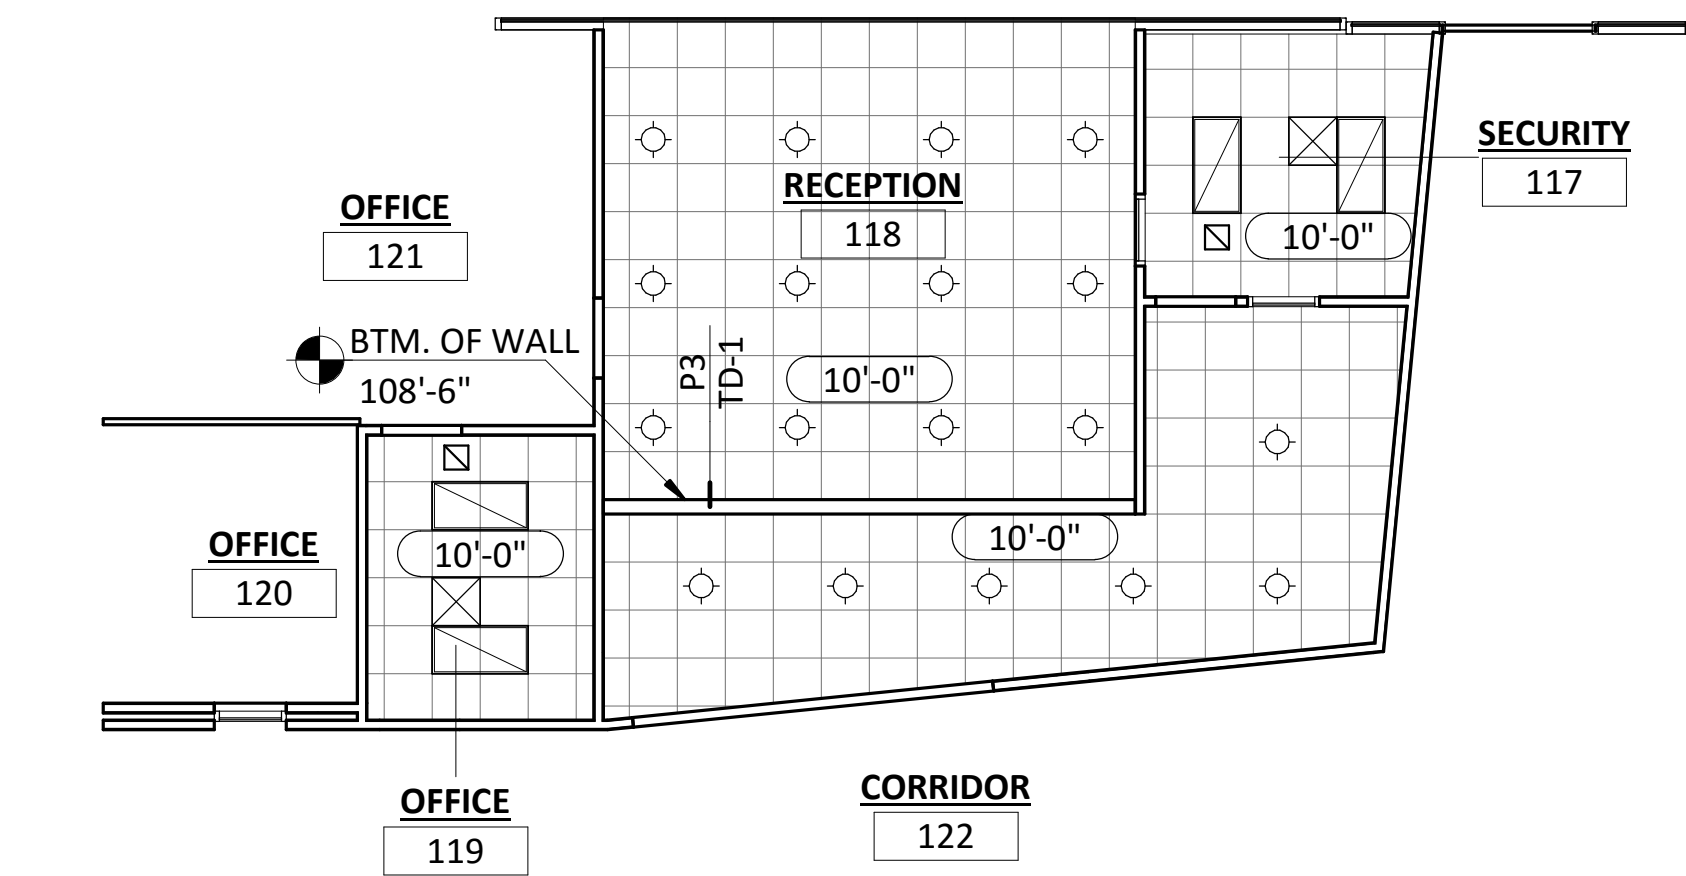 SECURITY
117
RECEPTION
118
10'-0"
OFFICE
121
BTM. OF WALL
108'-6"
P3
TD-1
10'-0"
10'-0"
OFFICE
120
10'-0"
OFFICE
119
CORRIDOR
122